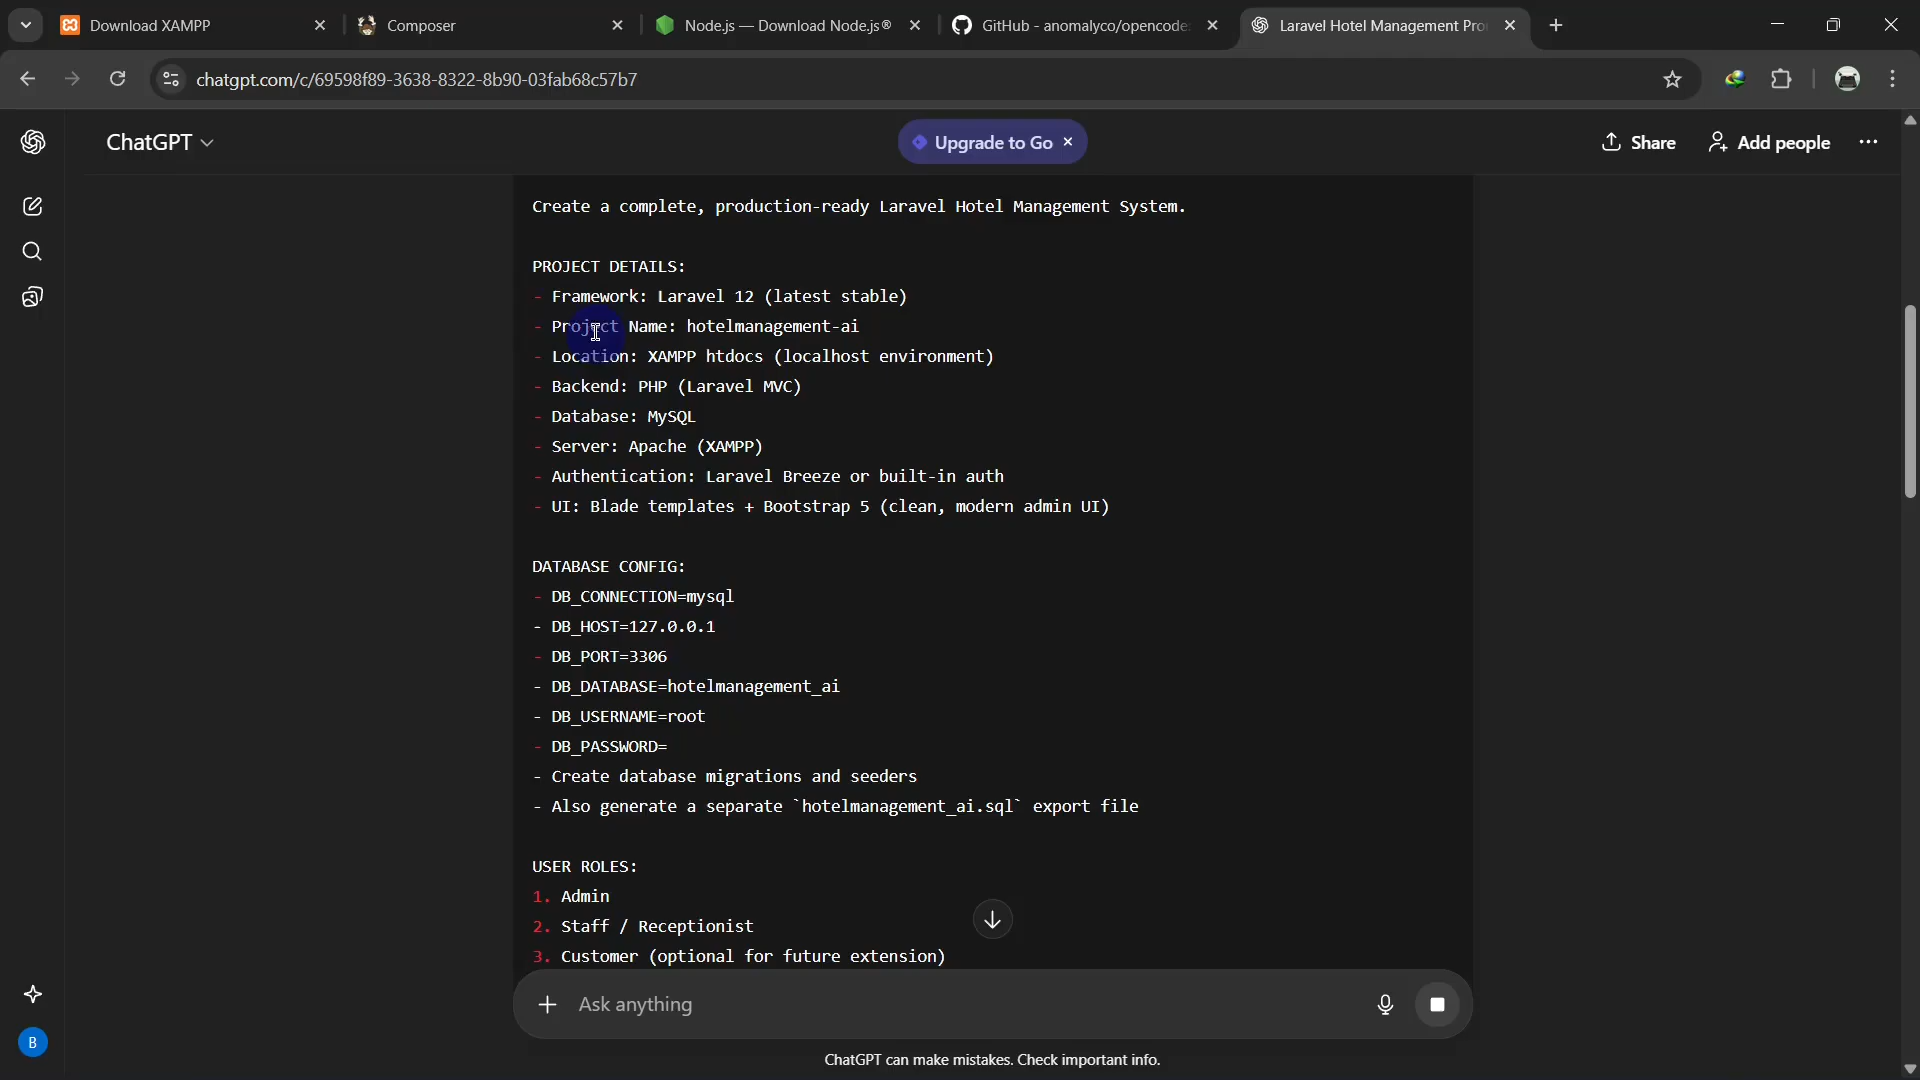 Download XAMPP
Composer
Node.js — Download Node.js®
GitHub - anomalyco/opencode:
Laravel Hotel Management Pro
chatgpt.com/c/69598f89-3638-8322-8b90-03fab68c57b7
ChatGPT
Upgrade to Go
Share
Add people
Create a complete, production-ready Laravel Hotel Management System.
PROJECT DETAILS:
- Framework: Laravel 12 (latest stable)
- Project Name: hotelmanagement-ai
- Location: XAMPP htdocs (localhost environment)
- Backend: PHP (Laravel MVC)
- Database: MySQL
- Server: Apache (XAMPP)
- Authentication: Laravel Breeze or built-in auth
- UI: Blade templates + Bootstrap 5 (clean, modern admin UI)
DATABASE CONFIG:
- DB_CONNECTION=mysql
- DB_HOST=127.0.0.1
- DB_PORT=3306
- DB_DATABASE=hotelmanagement_ai
- DB_USERNAME=root
- DB_PASSWORD=
- Create database migrations and seeders
- Also generate a separate `hotelmanagement_ai.sql` export file
USER ROLES:
1. Admin
2. Staff / Receptionist
3. Customer (optional for future extension)
Ask anything
B
ChatGPT can make mistakes. Check important info.